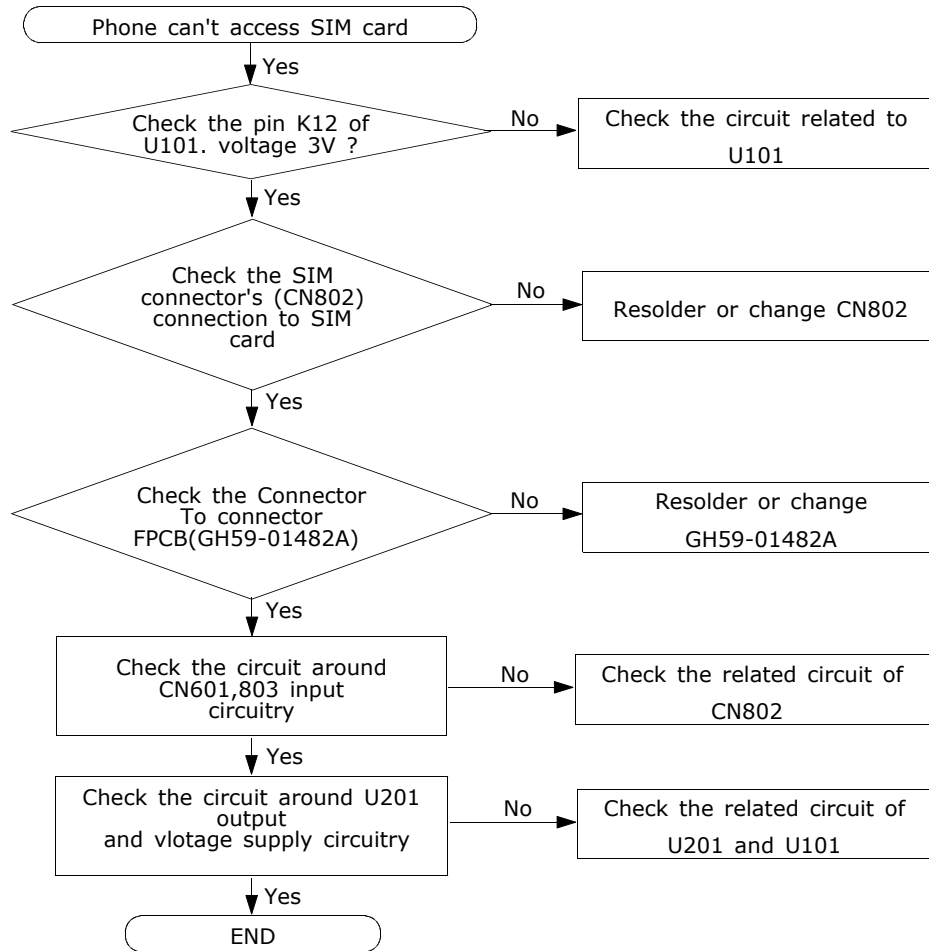 Phone can't access SIM card
Yes
Check the pin K12 of
U101. voltage 3V ?
No
Check the circuit related to
U101
Yes
Check the SIM
connector's (CN802)
connection to SIM
card
No
Resolder or change CN802
Yes
Check the Connector
To connector
FPCB(GH59-01482A)
No
Resolder or change
GH59-01482A
Yes
Check the circuit around
CN601,803 input
circuitry
No
Check the related circuit of
CN802
Yes
Check the circuit around U201
output
and vlotage supply circuitry
No
Check the related circuit of
U201 and U101
Yes
END